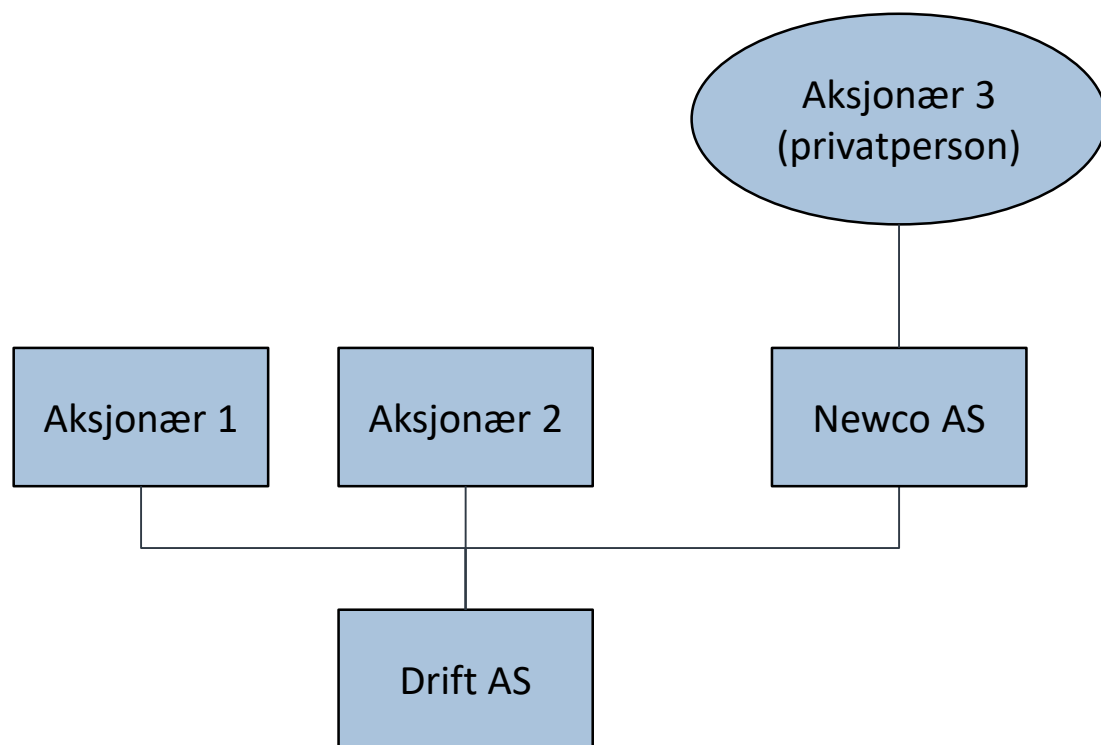 Aksjonær 3
(privatperson)
Aksjonær 1
Aksjonær 2
Newco AS
Drift AS